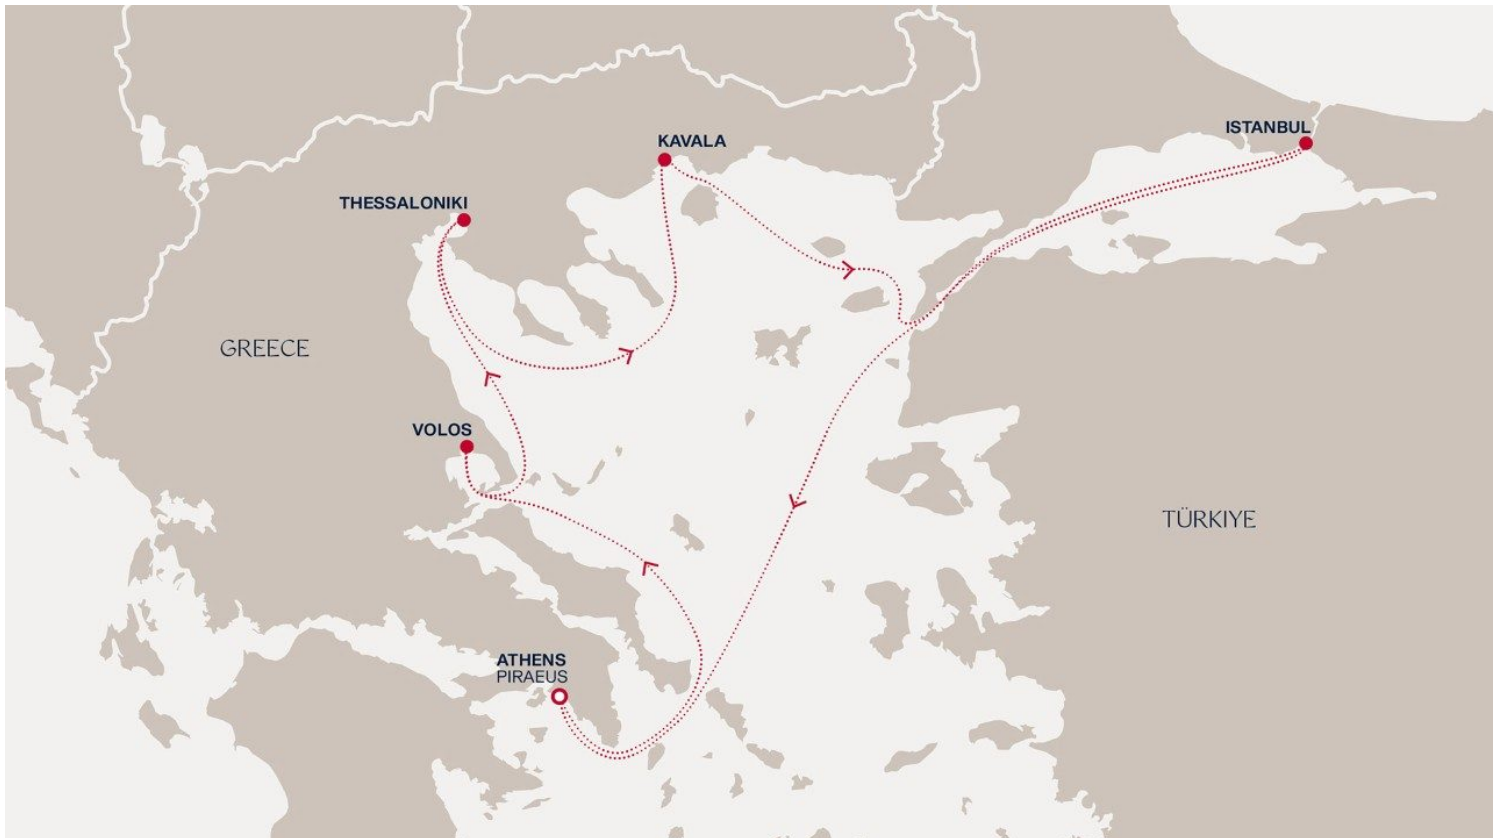 ISTANBUL
KAVALA
THESSALONIKI
GREECE
VOLOS
TÜRKIYE
ATHENS
PIRAEUS